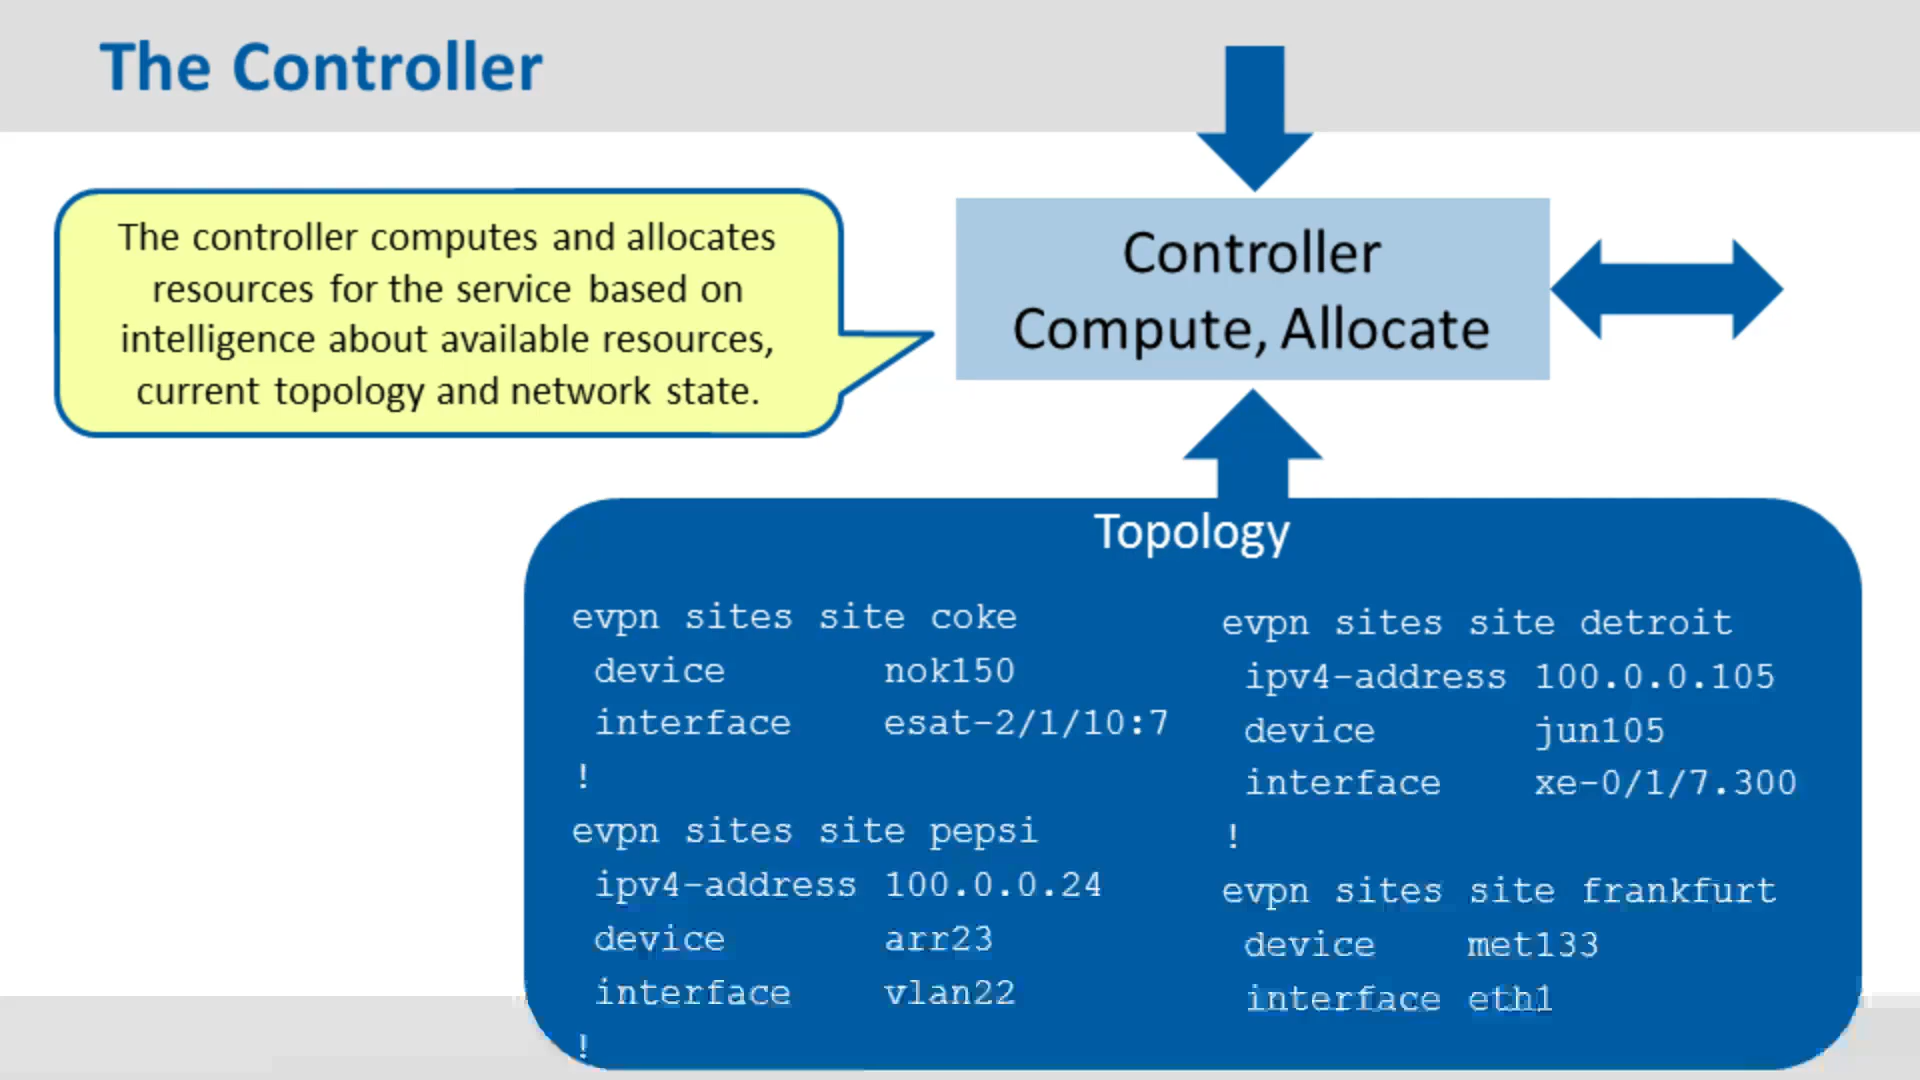 The Controller
The controller computes and allocates
resources for the service based on
intelligence about available resources,
current topology and network state.
Controller
Compute, Allocate
Topology
evpn sites site coke
device nok150
interface esat-2/1/10:7
!
evpn sites site pepsi
ipv4-address 100.0.0.24
device arr23
interface vlan22
!
evpn sites site detroit
ipv4-address 100.0.0.105
device jun105
interface xe-0/1/7.300
!
evpn sites site frankfurt
device met133
interface eth1